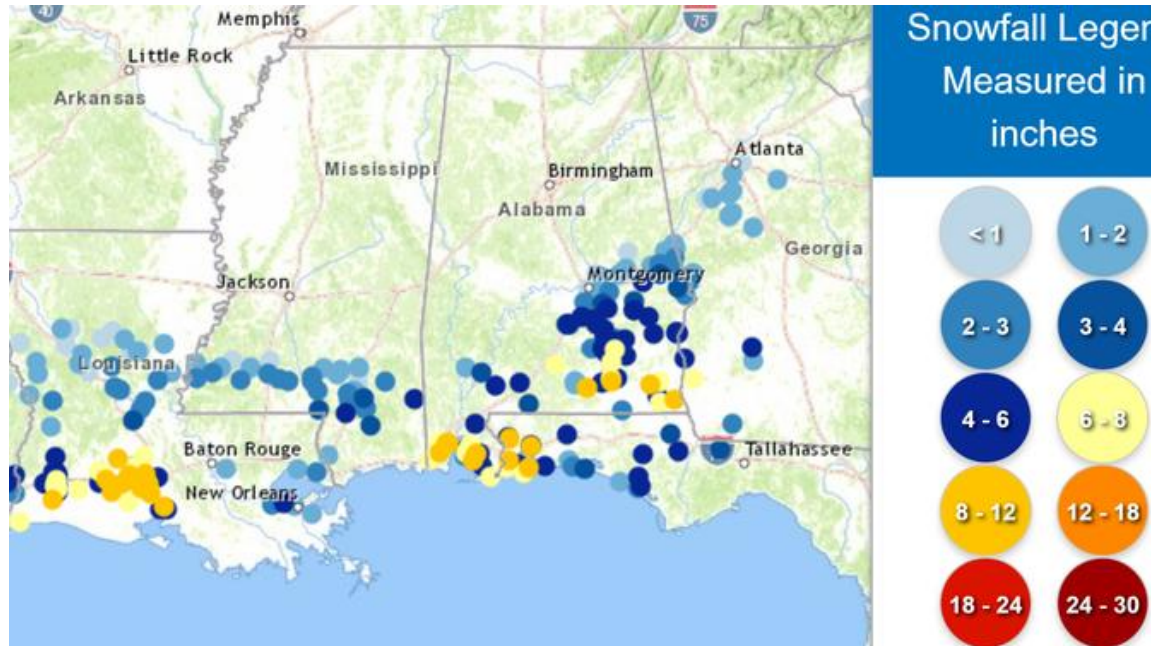 40
Memphis
75
Little Rock
Arkansas
Mississippi
Atlanta
Birmingham
Alabama
Georgia
Montgomery
Jackson
Louisiana
Baton Rouge
Tallahassee
New Orleans
Snowfall Legen
Measured in
inches
< 1
1 - 2
2 - 3
3 - 4
4 - 6
6 - 8
8 - 12
12 - 18
18 - 24
24 - 30